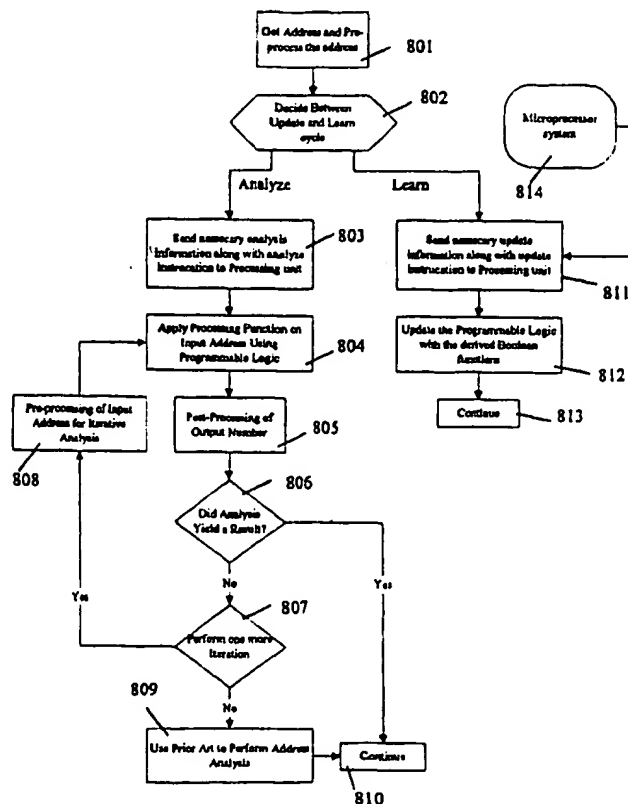 Get Address and Pre-
process the address
801
802
Decide Between
Update and Learn
cycle
Microprocessor
system
814
Analyze
Learn
803
Send nesecary analysis
Information along with analyze
Instrucation to Processing unit
Send nesecary update
Information along with update
Instrucation to Processing unit
811
Apply Processing Function on
Input Address Using
Programmable Logic
804
Update the Programmable Logic
with the derived Boolean
functions
812
Pre-processing of Input
Address for Iterative
Analysis
808
Post-Processing of
Output Number
805
Continue
813
806
Did Analysis
Yield a Result?
Yes
No
Yes
807
Perform one more
Iteration
No
809
Use Prior Art to Perform Address
Analysis
Continue
810